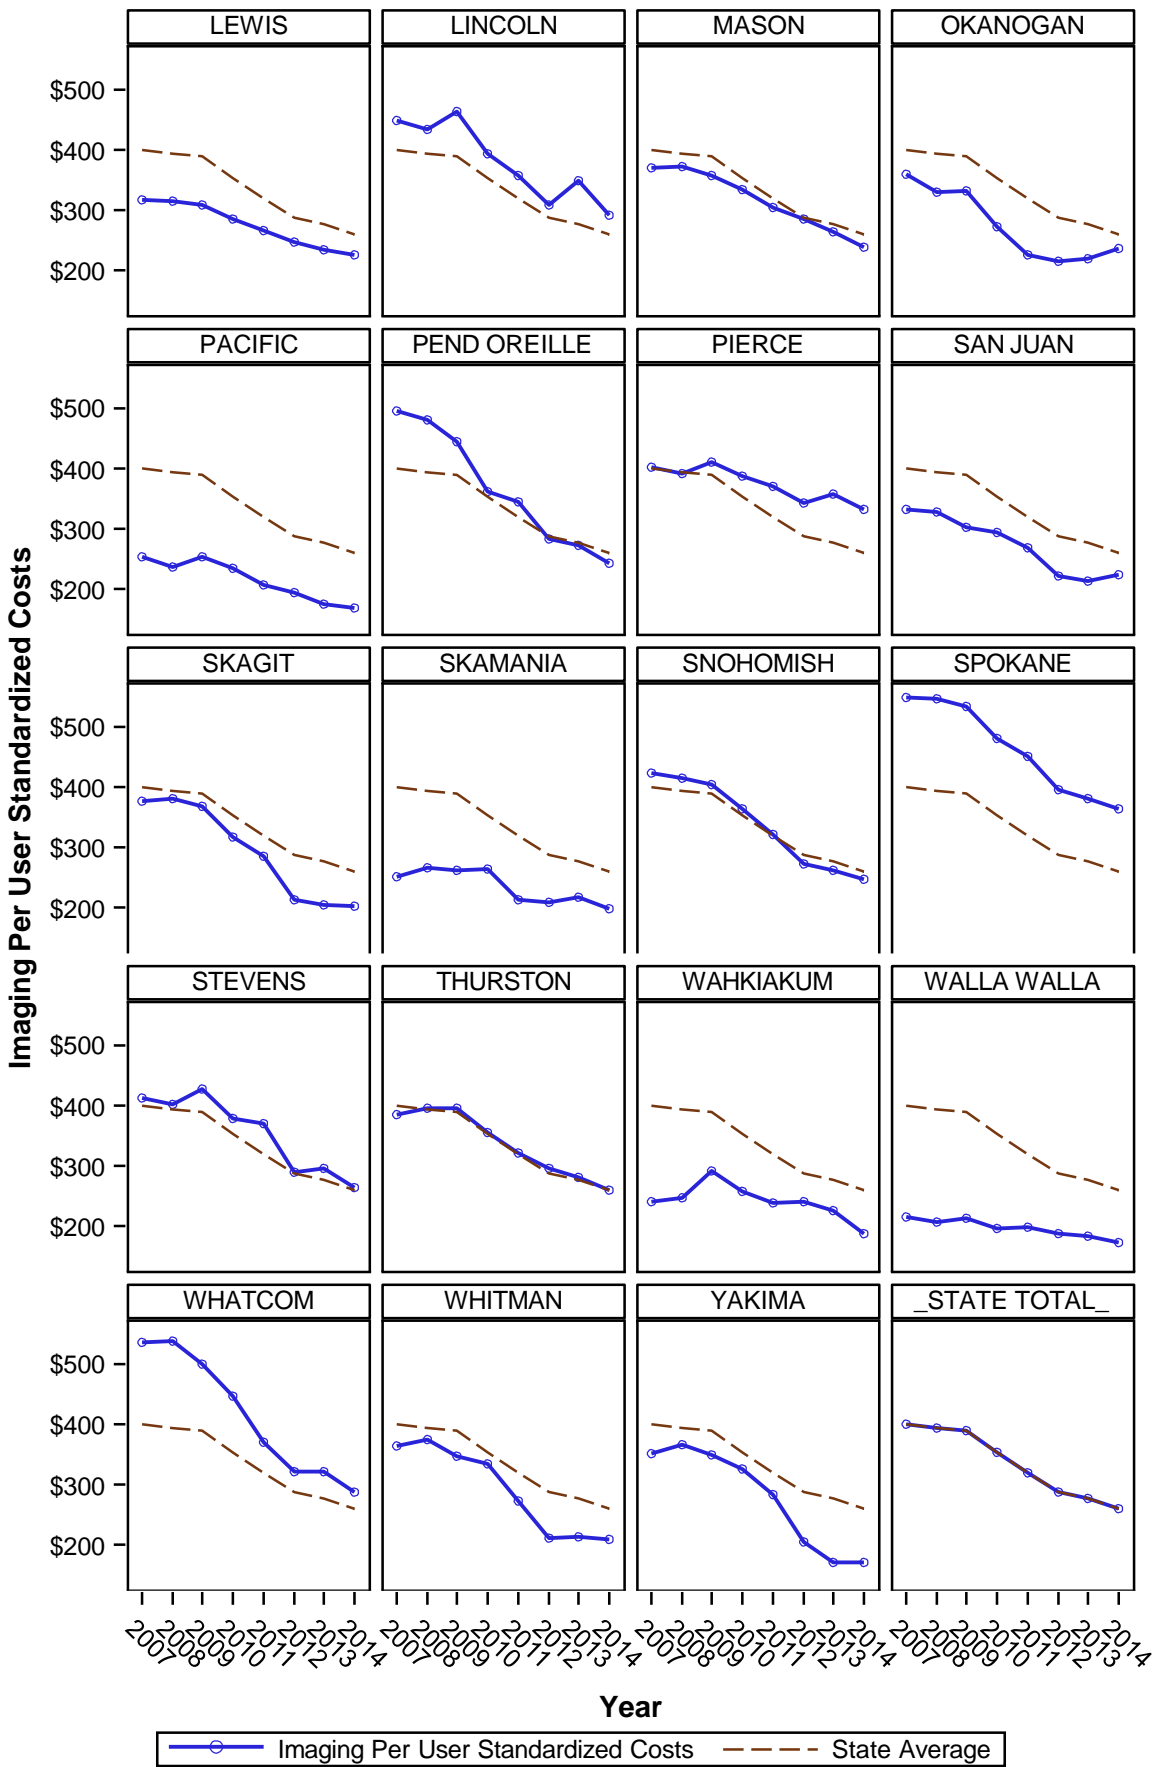 LEWIS LINCOLN MASON OKANOGAN
$500
$400
$300
$200
PACIFIC PEND OREILLE PIERCE SAN JUAN
$500
$400
$300
$200
SKAGIT SKAMANIA SNOHOMISH SPOKANE
$500
$400
$300
$200
STEVENS THURSTON WAHKIAKUM WALLA WALLA
$500
$400
$300
$200
WHATCOM WHITMAN YAKIMA _STATE TOTAL_
$500
$400
$300
$200
Imaging Per User Standardized Costs
2007 2008 2009 2010 2011 2012 2013 2014 2007 2008 2009 2010 2011 2012 2013 2014 2007 2008 2009 2010 2011 2012 2013 2014 2007 2008 2009 2010 2011 2012 2013 2014
Year
Imaging Per User Standardized Costs State Average